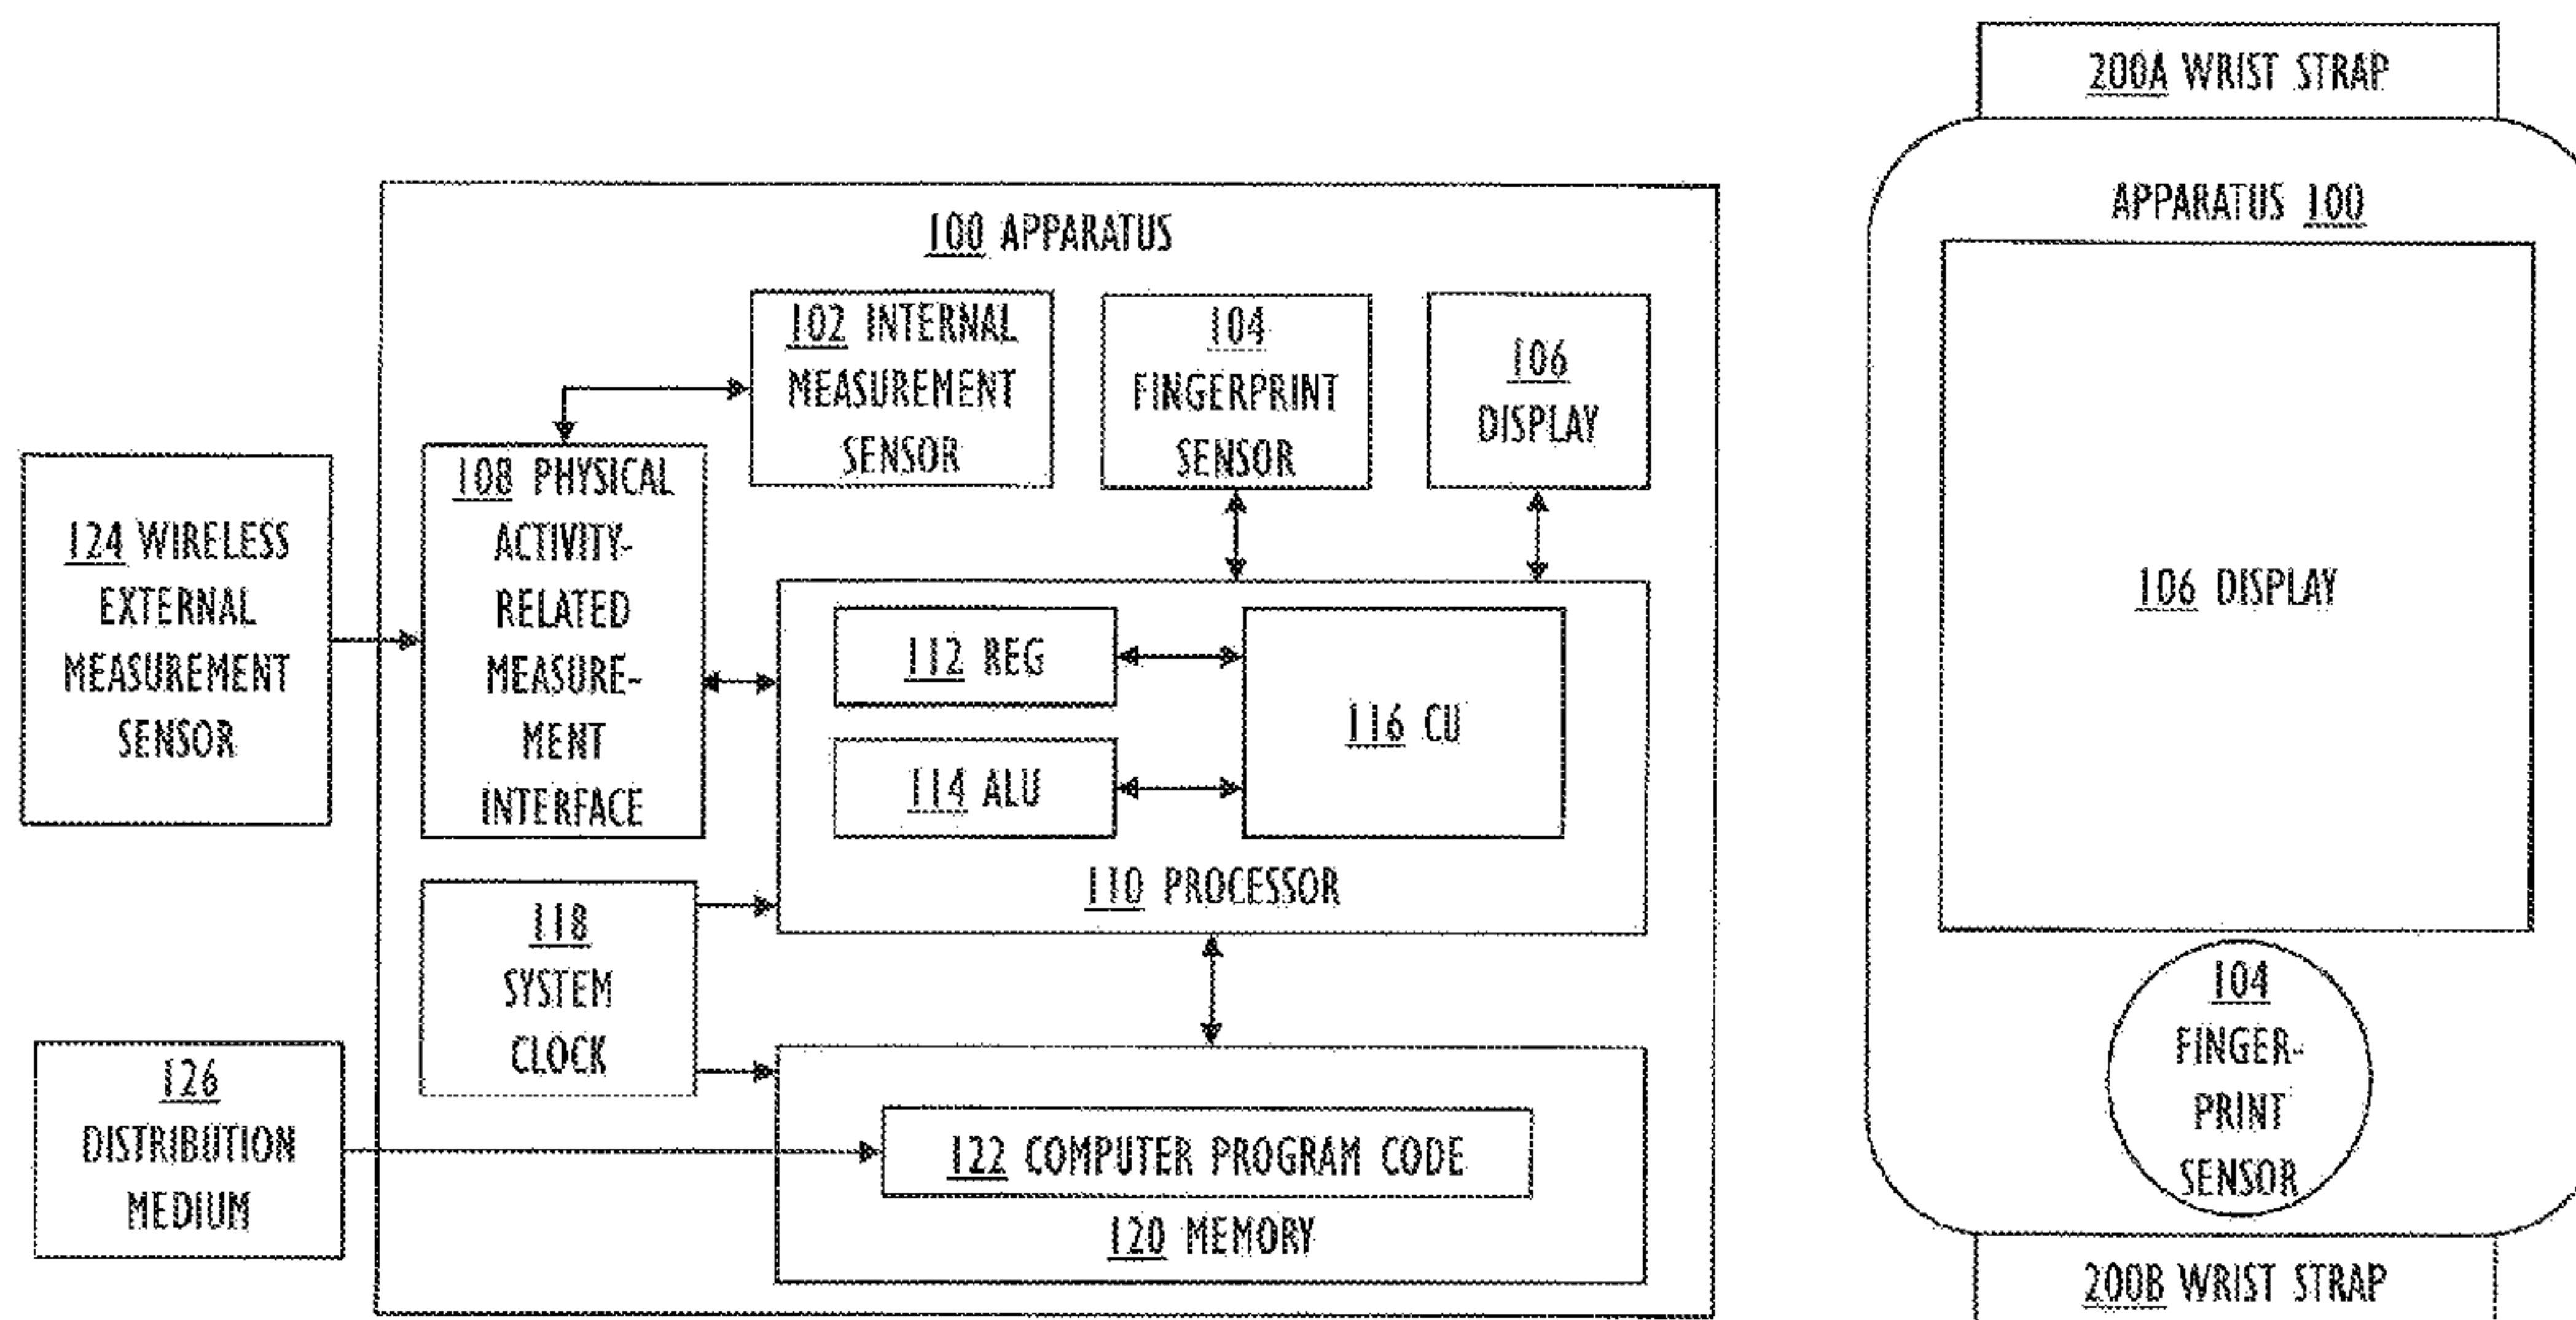 100 APPARATUS
102 INTERNAL
MEASUREMENT
SENSOR
104
FINGERPRINT
SENSOR
106
DISPLAY
108 PHYSICAL
ACTIVITY-
RELATED
MEASURE-
MENT
INTERFACE
124 WIRELESS
EXTERNAL
MEASUREMENT
SENSOR
112 REG
114 ALU
116 CU
110 PROCESSOR
118
SYSTEM
CLOCK
126
DISTRIBUTION
MEDIUM
122 COMPUTER PROGRAM CODE
120 MEMORY
200A WRIST STRAP
APPARATUS 100
106 DISPLAY
104
FINGER-
PRINT
SENSOR
200B WRIST STRAP